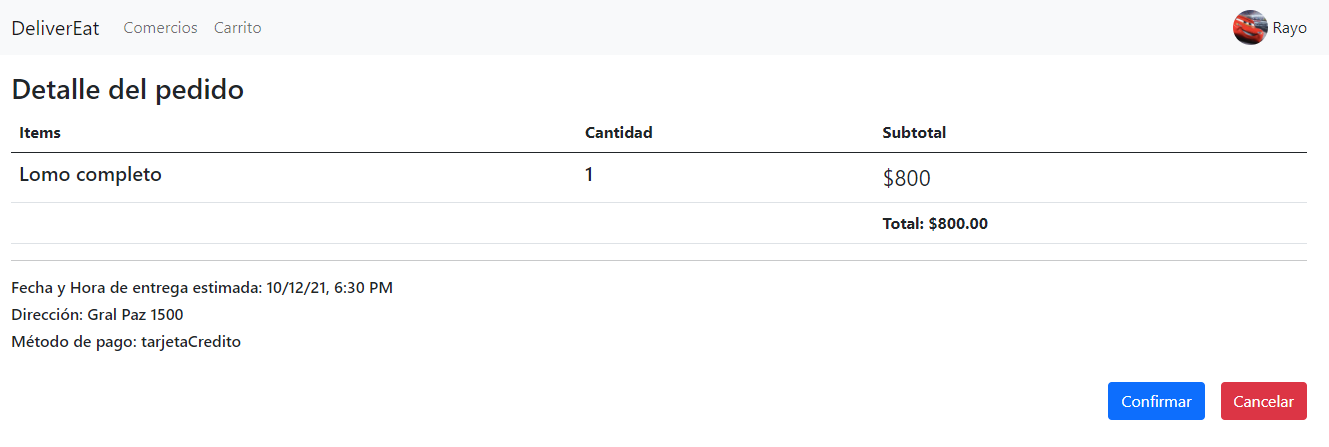 DeliverEat Comercios Carrito Rayo
Detalle del pedido
Items Cantidad Subtotal
Lomo completo 1 $800
Total: $800.00
Fecha y Hora de entrega estimada: 10/12/21, 6:30 PM
Dirección: Gral Paz 1500
Método de pago: tarjetaCredito
Confirmar Cancelar